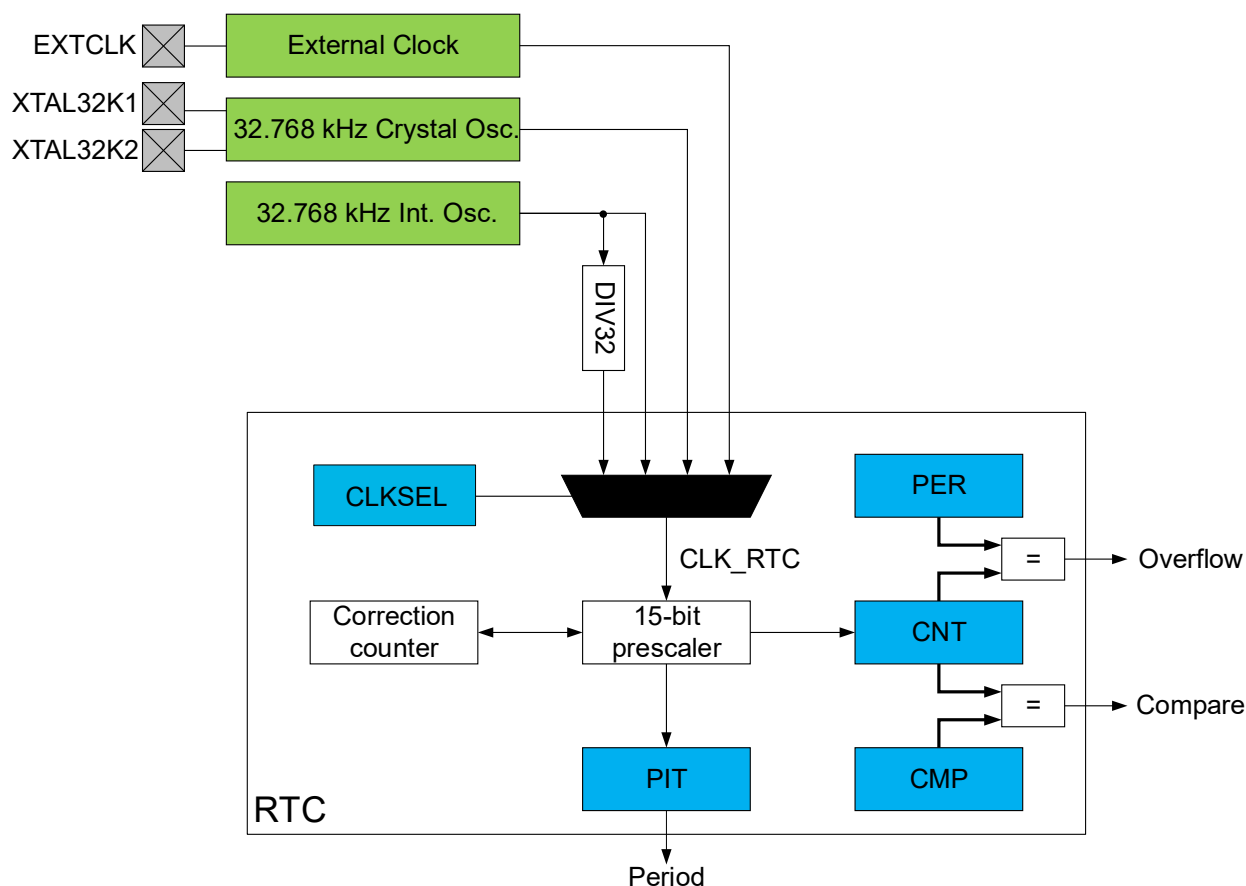 EXTCLK
External Clock
XTAL32K1
XTAL32K2
32.768 kHz Crystal Osc.
32.768 kHz Int. Osc.
DIV32
CLKSEL
PER
CLK_RTC
=
Overflow
Correction
counter
15-bit
prescaler
CNT
=
Compare
PIT
CMP
RTC
Period